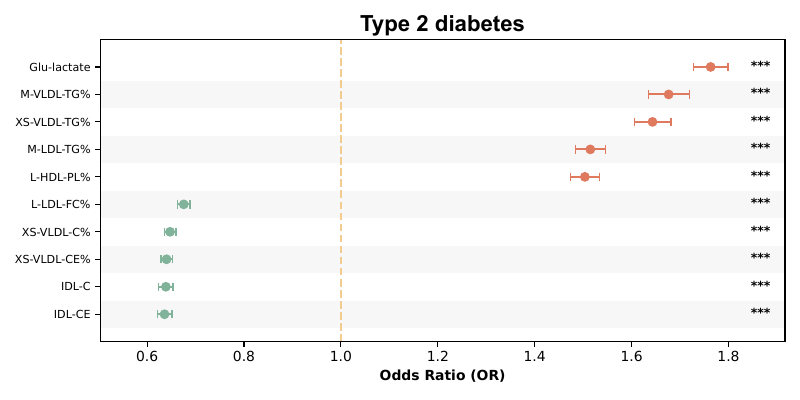 Type 2 diabetes
Glu-lactate ***
M-VLDL-TG% ***
XS-VLDL-TG% ***
M-LDL-TG% ***
L-HDL-PL% ***
L-LDL-FC% ***
XS-VLDL-C% ***
XS-VLDL-CE% ***
IDL-C ***
IDL-CE ***
0.6 0.8 1.0 1.2 1.4 1.6 1.8
Odds Ratio (OR)